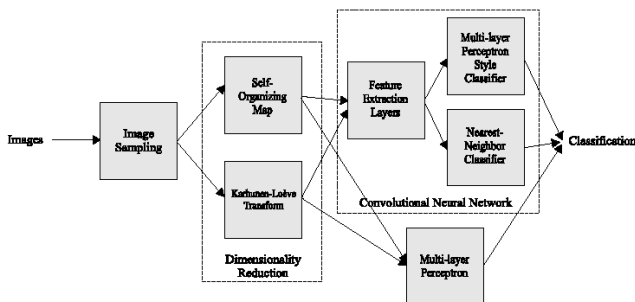 Images
Image
Sampling
Self-
Organizing
Map
Karhunen-Loève
Transform
Dimensionality
Reduction
Feature
Extraction
Layers
Multi-layer
Perceptron
Style
Classifier
Nearest-
Neighbor
Classifier
Convolutional Neural Network
Multi-layer
Perceptron
Classification